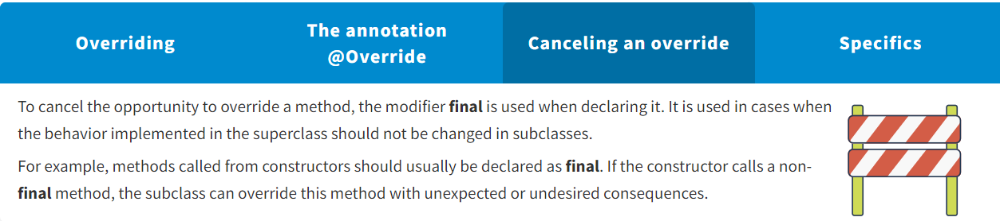 Overriding
The annotation
@Override
Canceling an override
Specifics
To cancel the opportunity to override a method, the modifier final is used when declaring it. It is used in cases when
the behavior implemented in the superclass should not be changed in subclasses.
For example, methods called from constructors should usually be declared as final. If the constructor calls a non-
final method, the subclass can override this method with unexpected or undesired consequences.